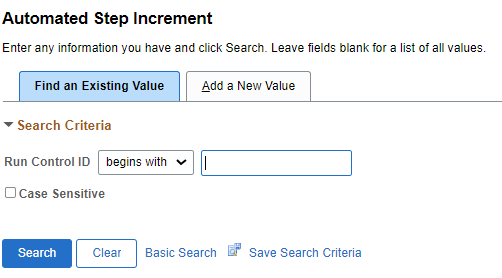 Automated Step Increment
Enter any information you have and click Search. Leave fields blank for a list of all values.
Find an Existing Value Add a New Value
Search Criteria
Run Control ID begins with
Case Sensitive
Search Clear Basic Search Save Search Criteria